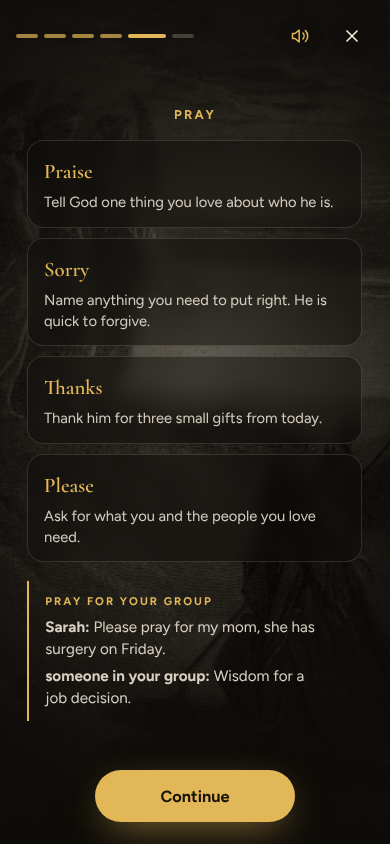 PRAY
Praise
Tell God one thing you love about who he is.
Sorry
Name anything you need to put right. He is
quick to forgive.
Thanks
Thank him for three small gifts from today.
Please
Ask for what you and the people you love
need.
PRAY FOR YOUR GROUP
Sarah: Please pray for my mom, she has
surgery on Friday.
someone in your group: Wisdom for a
job decision.
Continue